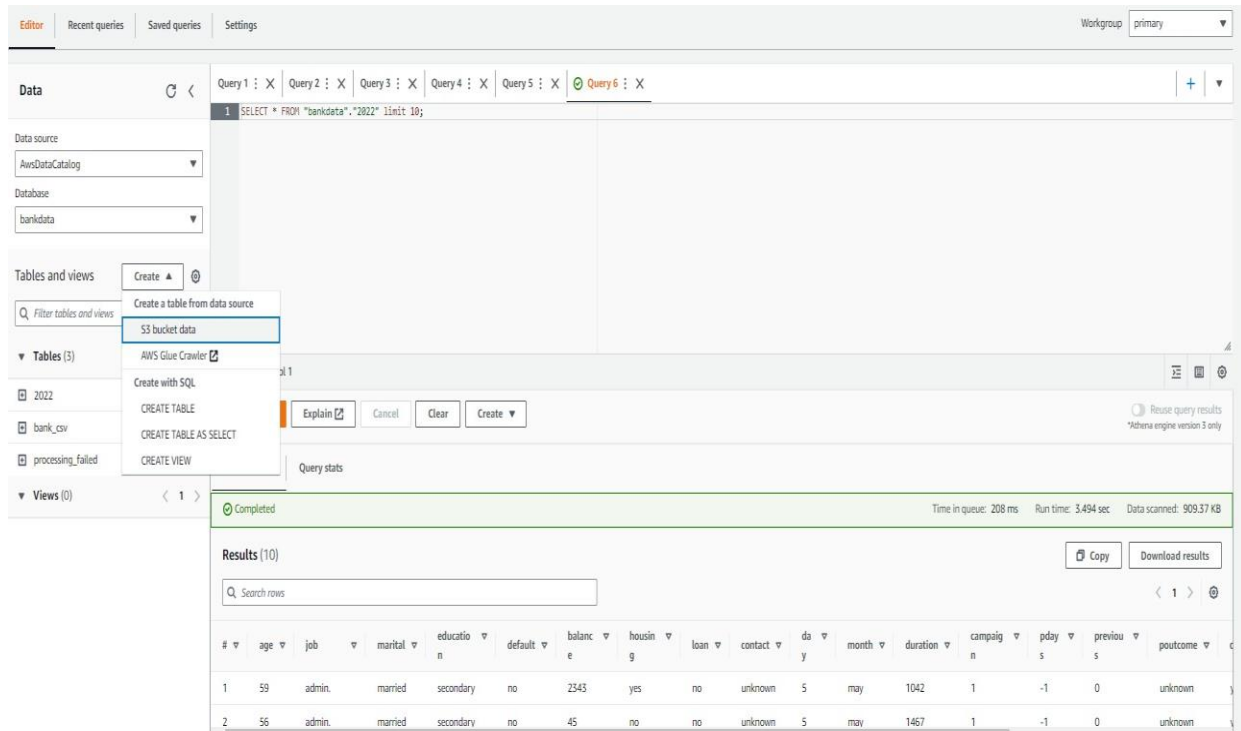 Editor Recent queries Saved queries Settings Workgroup primary
Data
Query 1 Query 2 Query 3 Query 4 Query 5 Query 6
1 SELECT * FROM "bankdata"."2022" limit 10;
Data source
AwsDataCatalog
Database
bankdata
Tables and views Create
Filter tables and views
Create a table from data source
S3 bucket data
AWS Glue Crawler
Create with SQL
CREATE TABLE
CREATE TABLE AS SELECT
CREATE VIEW
Tables (3)
2022
bank_csv
processing_failed
Views (0) < 1 >
1
Explain Cancel Clear Create
Reuse query results
*Athena engine version 3 only
Query stats
Completed Time in queue: 208 ms Run time: 3.494 sec Data scanned: 909.37 KB
Results (10) Copy Download results
Search rows < 1 >
# age job marital education default balance housing loan contact day month duration campaign pdays previous poutcome
1 59 admin. married secondary no 2343 yes no unknown 5 may 1042 1 -1 0 unknown
2 56 admin. married secondary no 45 no no unknown 5 may 1467 1 -1 0 unknown